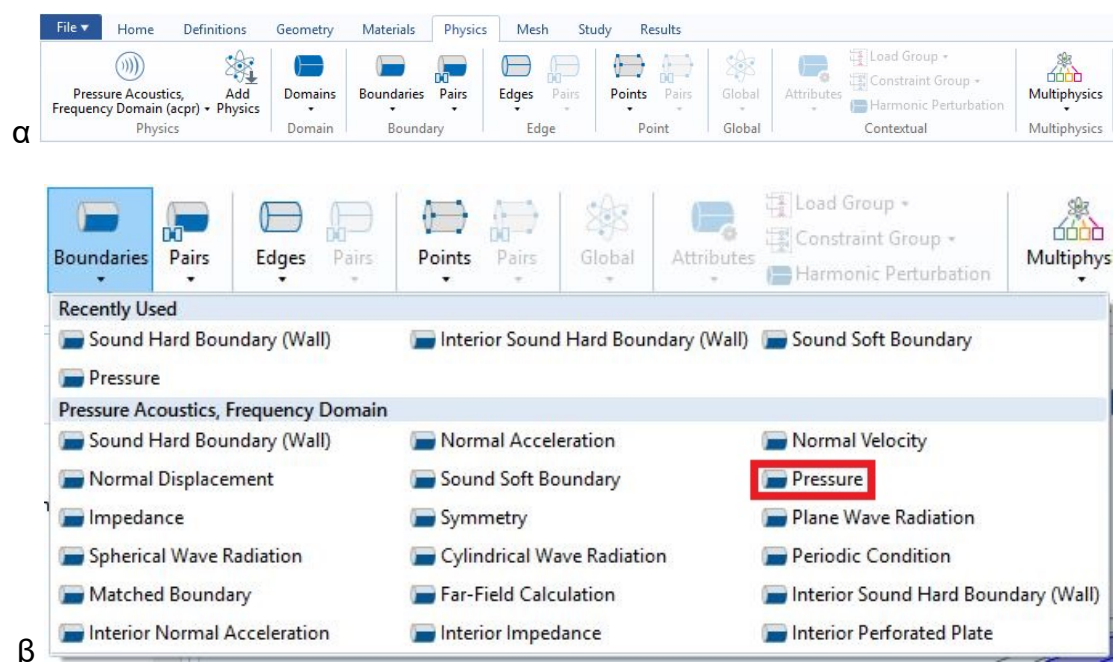 File ▾ Home Definitions Geometry Materials Physics Mesh Study Results
Pressure Acoustics, Frequency Domain (acpr) ▾ Add Physics Domains Boundaries Pairs Edges Pairs Points Pairs Global Attributes Load Group ▾ Multiphysics
Constraint Group ▾
Harmonic Perturbation
Physics Domain Boundary Edge Point Global Contextual Multiphysics
α
Boundaries Pairs Edges Pairs Points Pairs Global Attributes Load Group ▾ Multiphys
Constraint Group ▾
Harmonic Perturbation
Recently Used
Sound Hard Boundary (Wall) Interior Sound Hard Boundary (Wall) Sound Soft Boundary
Pressure
Pressure Acoustics, Frequency Domain
Sound Hard Boundary (Wall) Normal Acceleration Normal Velocity
Normal Displacement Sound Soft Boundary Pressure
Impedance Symmetry Plane Wave Radiation
Spherical Wave Radiation Cylindrical Wave Radiation Periodic Condition
Matched Boundary Far-Field Calculation Interior Sound Hard Boundary (Wall)
Interior Normal Acceleration Interior Impedance Interior Perforated Plate
β